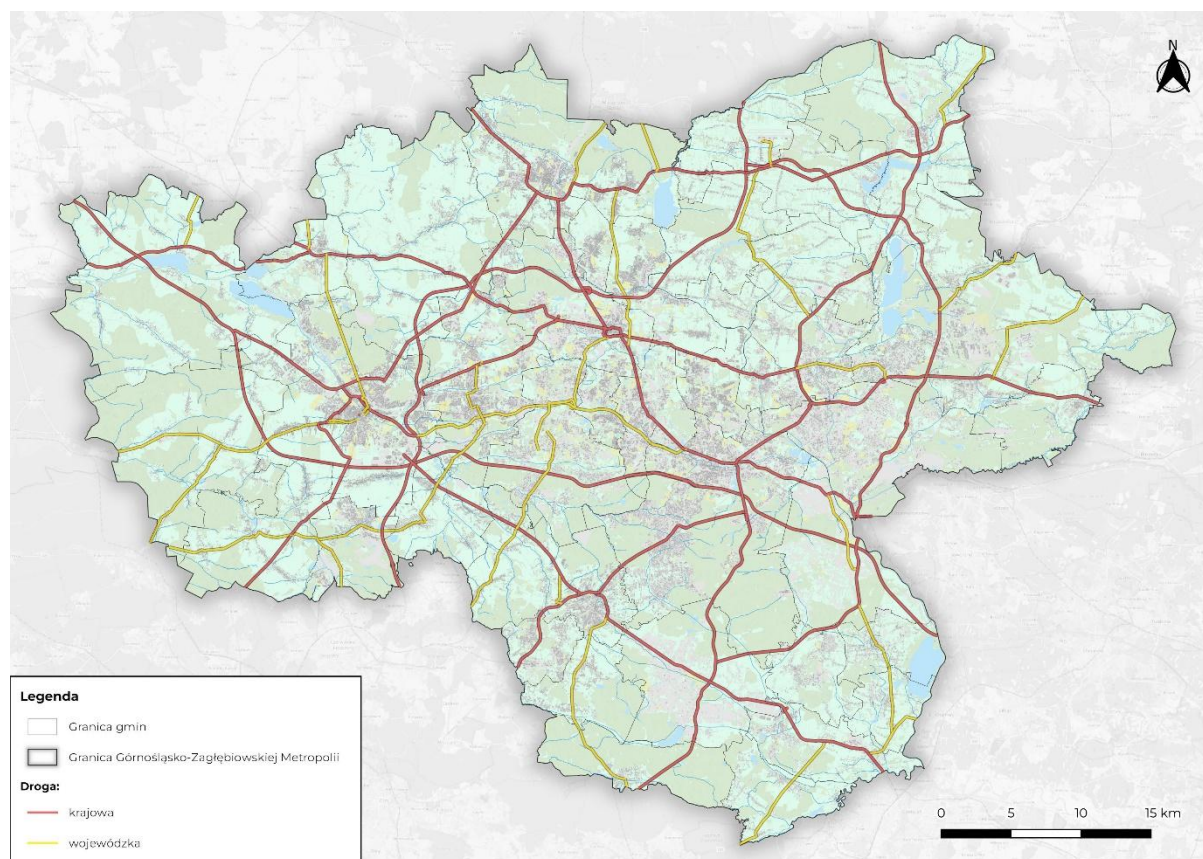 N
Legenda
Granica gmin
Granica Górnośląsko-Zagłębiowskiej Metropolii
Droga:
krajowa
wojewódzka
0 5 10 15 km